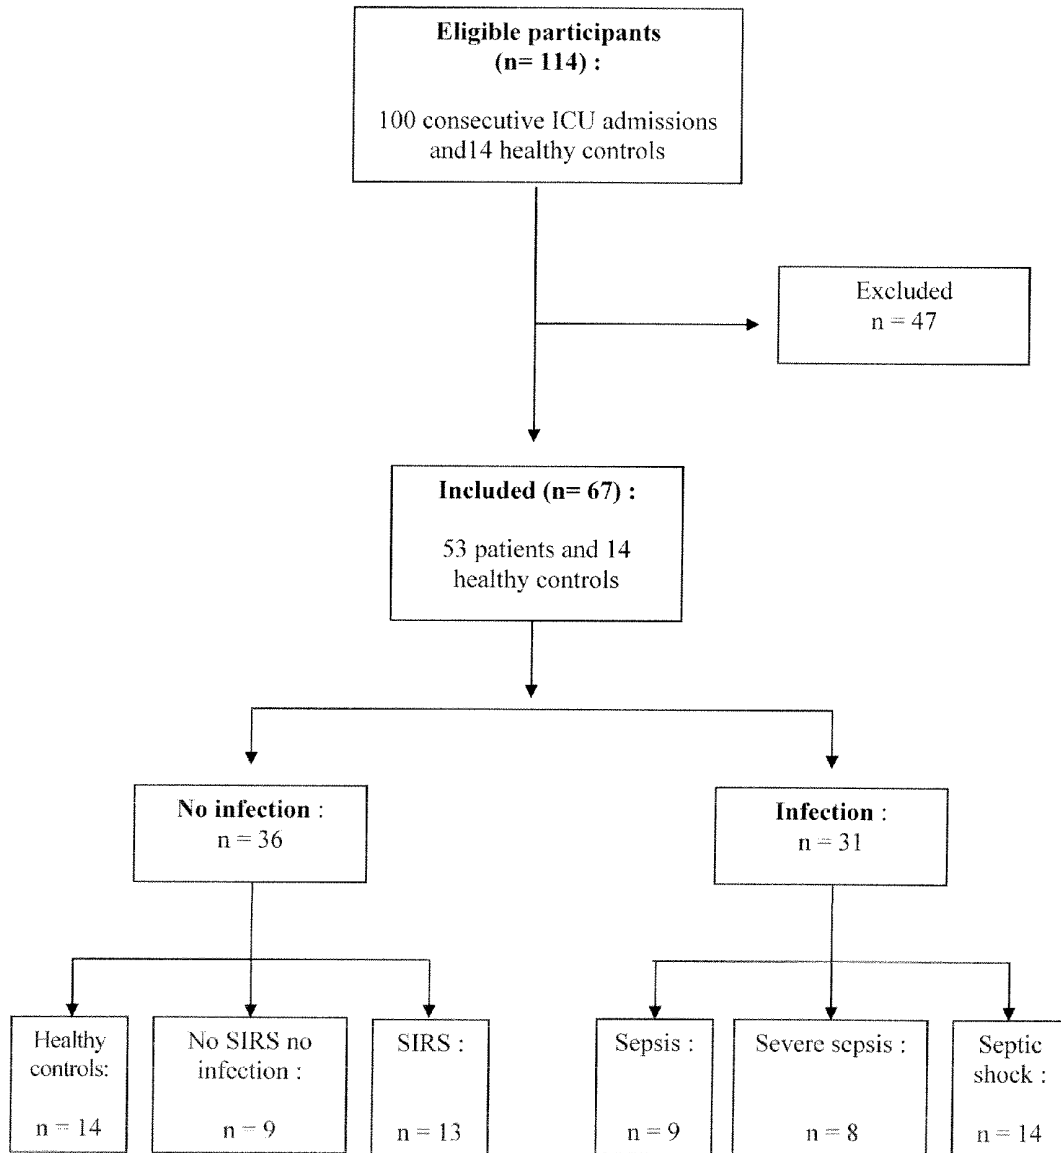 Eligible participants
(n= 114) :
100 consecutive ICU admissions
and14 healthy controls
Excluded
n = 47
Included (n= 67) :
53 patients and 14
healthy controls
No infection :
n = 36
Infection :
n = 31
Healthy
controls:
n = 14
No SIRS no
infection :
n = 9
SIRS :
n = 13
Sepsis :
n = 9
Severe sepsis :
n = 8
Septic
shock :
n = 14